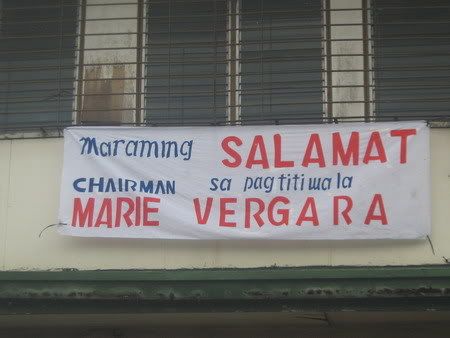 maraming SALAMAT
CHAIRMAN sa pagtitiwala
MARIE VERGARA